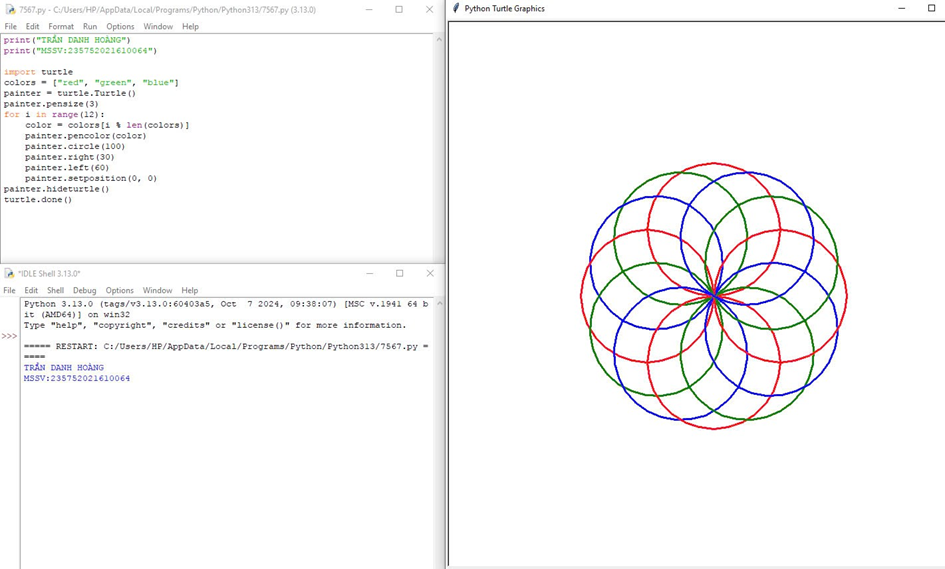 7567.py - C:/Users/HP/AppData/Local/Programs/Python/Python313/7567.py (3.13.0)
File Edit Format Run Options Window Help
print("TRẦN DANH HOÀNG")
print("MSSV:235752021610064")
import turtle
colors = ["red", "green", "blue"]
painter = turtle.Turtle()
painter.pensize(3)
for i in range(12):
    color = colors[i % len(colors)]
    painter.pencolor(color)
    painter.circle(100)
    painter.right(30)
    painter.left(60)
    painter.setposition(0, 0)
painter.hideturtle()
turtle.done()
*IDLE Shell 3.13.0*
File Edit Shell Debug Options Window Help
Python 3.13.0 (tags/v3.13.0:60403a5, Oct  7 2024, 09:38:07) [MSC v.1941 64 b
it (AMD64)] on win32
Type "help", "copyright", "credits" or "license()" for more information.
>>>
===== RESTART: C:/Users/HP/AppData/Local/Programs/Python/Python313/7567.py =
====
TRẦN DANH HOÀNG
MSSV:235752021610064
Python Turtle Graphics